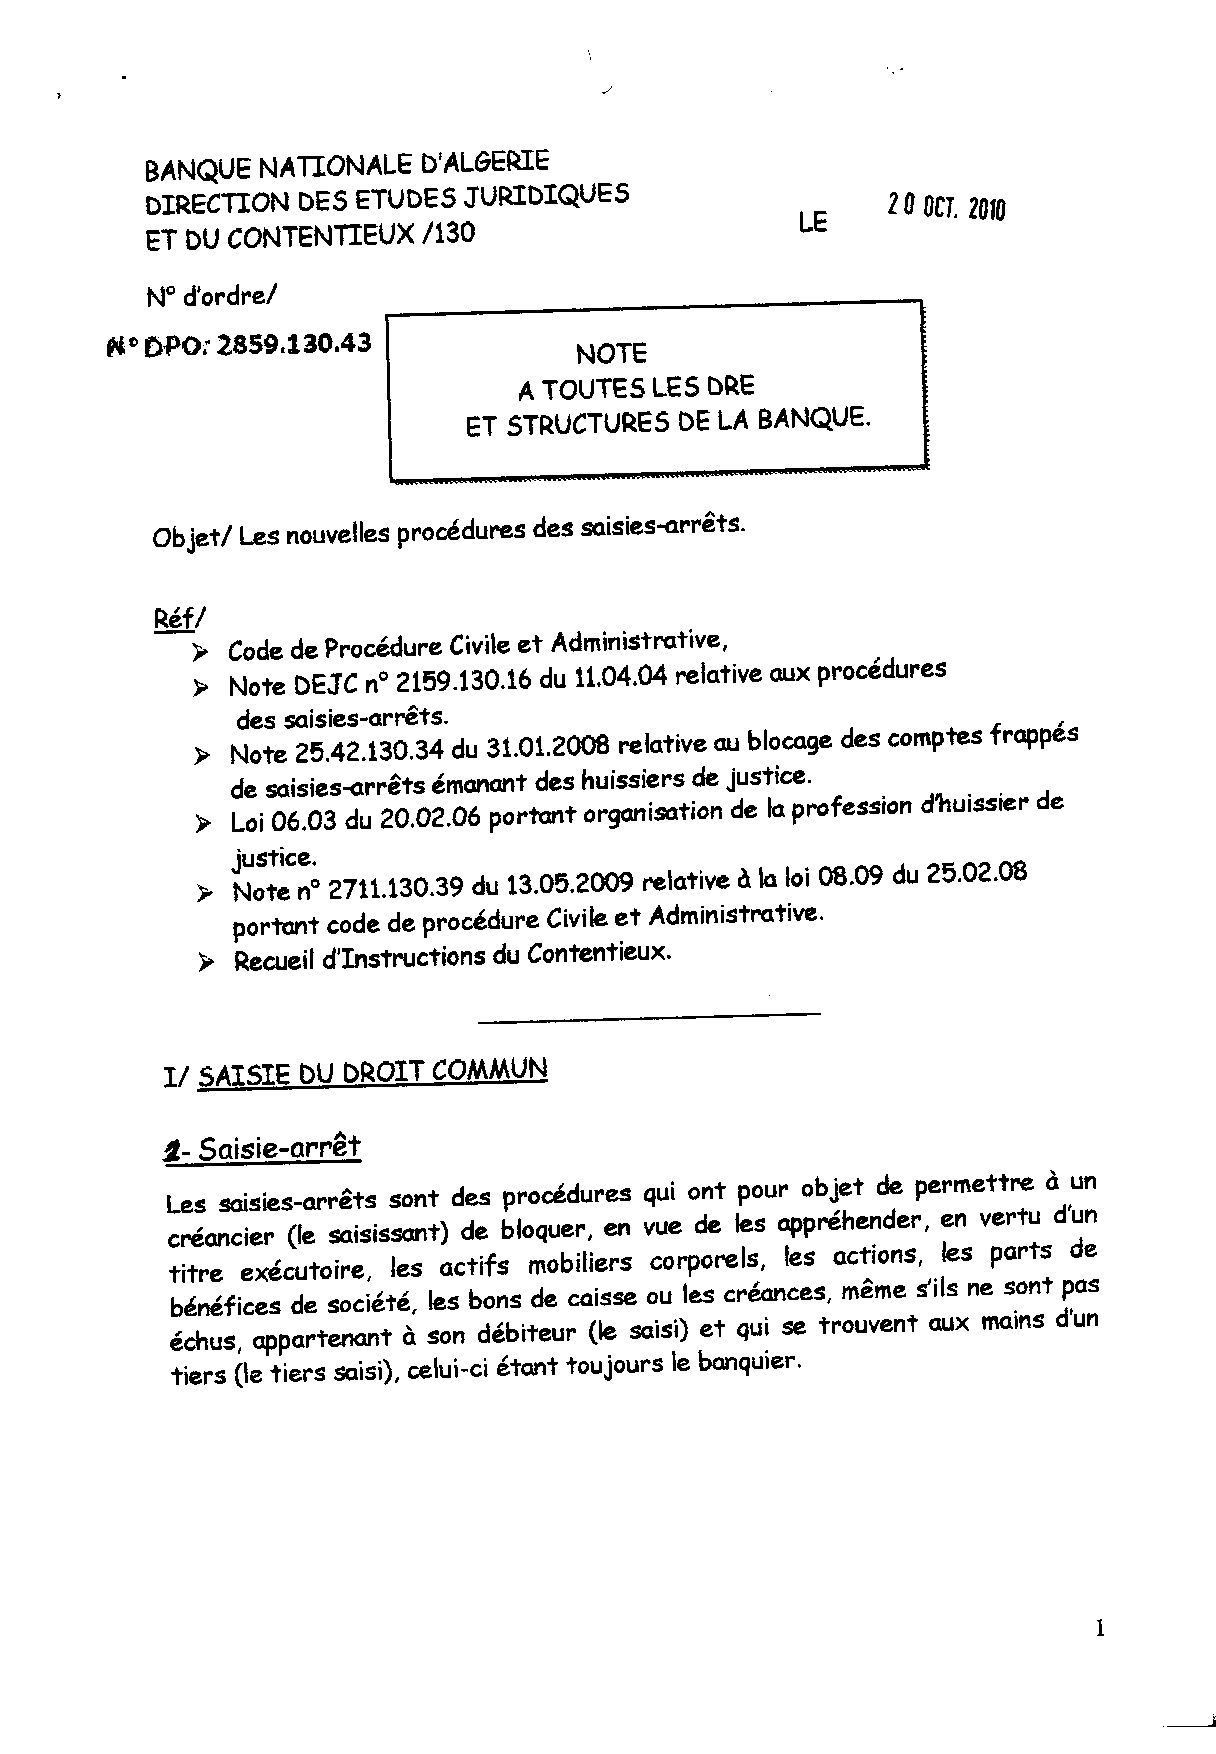 BANQUE NATIONALE D'ALGERIE
DIRECTION DES ETUDES JURIDIQUES
ET DU CONTENTIEUX /130
LE 20 OCT. 2010
N° d'ordre/
N° DPO: 2859.130.43
NOTE
A TOUTES LES DRE
ET STRUCTURES DE LA BANQUE.
Objet/ Les nouvelles procédures des saisies-arrêts.
Réf/
➢ Code de Procédure Civile et Administrative,
➢ Note DEJC n° 2159.130.16 du 11.04.04 relative aux procédures
des saisies-arrêts.
➢ Note 25.42.130.34 du 31.01.2008 relative au blocage des comptes frappés
de saisies-arrêts émanant des huissiers de justice.
➢ Loi 06.03 du 20.02.06 portant organisation de la profession d'huissier de
justice.
➢ Note n° 2711.130.39 du 13.05.2009 relative à la loi 08.09 du 25.02.08
portant code de procédure Civile et Administrative.
➢ Recueil d'Instructions du Contentieux.
I/ SAISIE DU DROIT COMMUN
1- Saisie-arrêt
Les saisies-arrêts sont des procédures qui ont pour objet de permettre à un
créancier (le saisissant) de bloquer, en vue de les appréhender, en vertu d'un
titre exécutoire, les actifs mobiliers corporels, les actions, les parts de
bénéfices de société, les bons de caisse ou les créances, même s'ils ne sont pas
échus, appartenant à son débiteur (le saisi) et qui se trouvent aux mains d'un
tiers (le tiers saisi), celui-ci étant toujours le banquier.
1